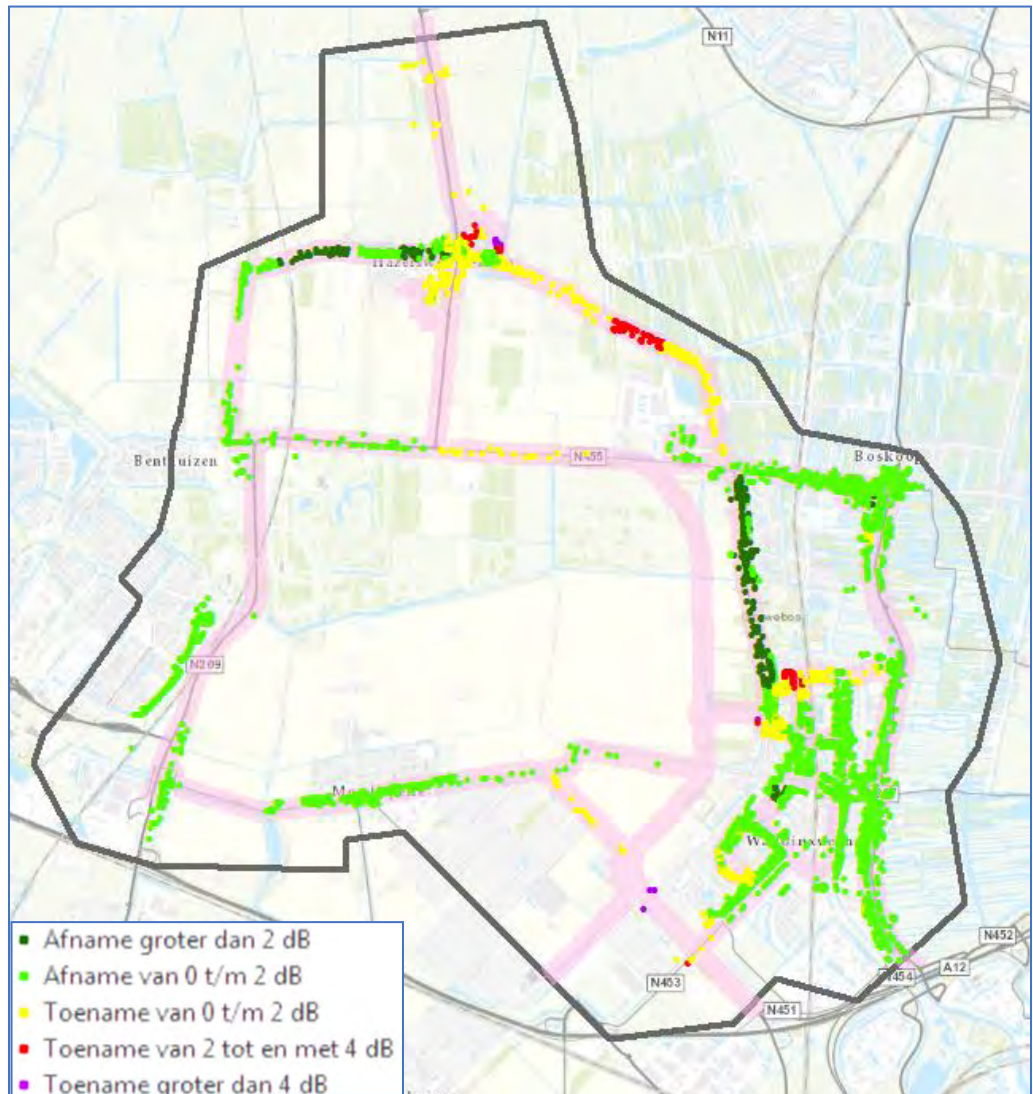 N11
N455
Boskoop
N209
N452
A12
N454
N453
N451
Afname groter dan 2 dB
Afname van 0 t/m 2 dB
Toename van 0 t/m 2 dB
Toename van 2 tot en met 4 dB
Toename groter dan 4 dB